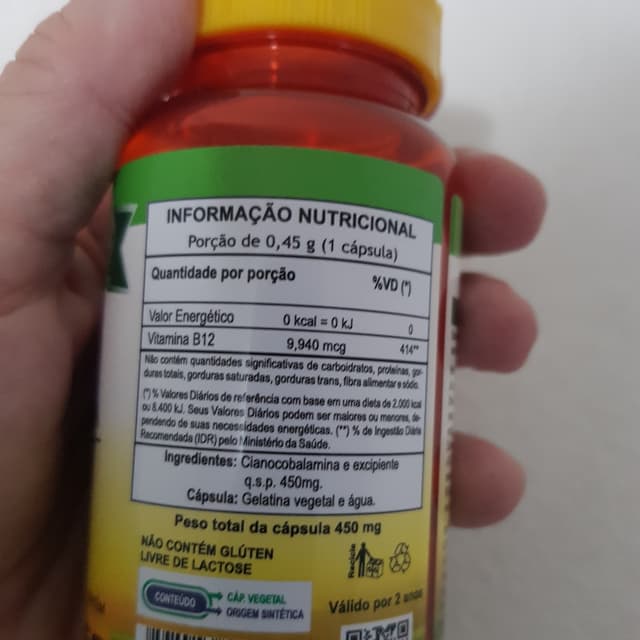 INFORMAÇÃO NUTRICIONAL
Porção de 0,45 g (1 cápsula)
Quantidade por porção %VD (*)
Valor Energético 0 kcal = 0 kJ 0
Vitamina B12 9,940 mcg 414**
Não contém quantidades significativas de carboidratos, proteínas, gor-
duras totais, gorduras saturadas, gorduras trans, fibra alimentar e sódio.
(*) % Valores Diários de referência com base em uma dieta de 2.000 kcal
ou 8.400 kJ. Seus Valores Diários podem ser maiores ou menores, de-
pendendo de suas necessidades energéticas. (**) % de Ingestão Diária
Recomendada (IDR) pelo Ministério da Saúde.
Ingredientes: Cianocobalamina e excipiente
q.s.p. 450mg.
Cápsula: Gelatina vegetal e água.
Peso total da cápsula 450 mg
NÃO CONTÉM GLÚTEN
LIVRE DE LACTOSE
Recicle
CONTEÚDO CÁP. VEGETAL
ORIGEM SINTÉTICA
Válido por 2 anos